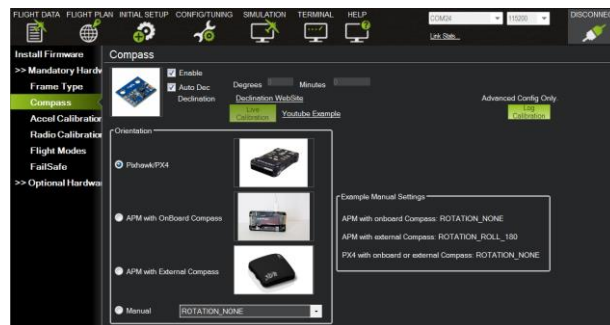 FLIGHT DATA FLIGHT PLAN INITIAL SETUP CONFIG/TUNING SIMULATION TERMINAL HELP
COM28 115200 DISCONNE
Link Stats...
Install Firmware
>> Mandatory Hardw
Frame Type
Compass
Accel Calibration
Radio Calibration
Flight Modes
FailSafe
>> Optional Hardwa
Compass
Enable
Auto Dec
Declination
Degrees Minutes
Declination WebSite
Live
Calibration
Youtube Example
Advanced Config Only.
Log
Calibration
Orientation
Pixhawk/PX4
APM with OnBoard Compass
APM with External Compass
Manual ROTATION_NONE
Example Manual Settings
APM with onboard Compass: ROTATION_NONE
APM with external Compass: ROTATION_ROLL_180
PX4 with onboard or external Compass: ROTATION_NONE